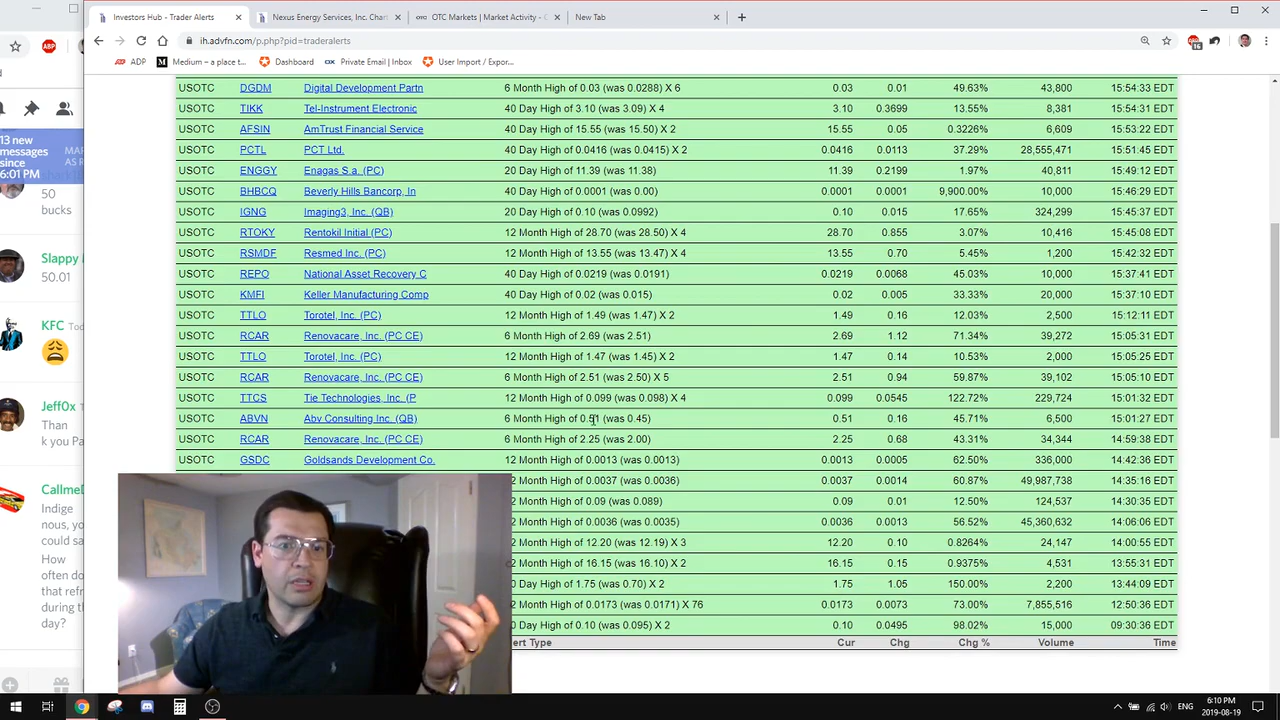 Investors Hub - Trader Alerts
Nexus Energy Services, Inc. Chart
OTC Markets | Market Activity - C
New Tab
ih.advfn.com/p.php?pid=traderalerts
ADP
Medium – a place t...
Dashboard
Private Email | Inbox
User Import / Expor...
ABP
16
13 new
messages
since
6:01 PM
MAR
AS R
50
bucks
Slappy
50.01
KFC Too
Jeff0x
Than
k you Pa
CallmeD
Indige
nous, you
could sa
How
often do
that refr
during th
day?
USOTC DGDM Digital Development Partn 6 Month High of 0.03 (was 0.0288) X 6 0.03 0.01 49.63% 43,800 15:54:33 EDT
USOTC TIKK Tel-Instrument Electronic 40 Day High of 3.10 (was 3.09) X 4 3.10 0.3699 13.55% 8,381 15:54:31 EDT
USOTC AFSIN AmTrust Financial Service 40 Day High of 15.55 (was 15.50) X 2 15.55 0.05 0.3226% 6,609 15:53:22 EDT
USOTC PCTL PCT Ltd. 40 Day High of 0.0416 (was 0.0415) X 2 0.0416 0.0113 37.29% 28,555,471 15:51:45 EDT
USOTC ENGGY Enagas S.a. (PC) 20 Day High of 11.39 (was 11.38) 11.39 0.2199 1.97% 40,811 15:49:12 EDT
USOTC BHBCQ Beverly Hills Bancorp, In 40 Day High of 0.0001 (was 0.00) 0.0001 0.0001 9,900.00% 10,000 15:46:29 EDT
USOTC IGNG Imaging3, Inc. (QB) 20 Day High of 0.10 (was 0.0992) 0.10 0.015 17.65% 324,299 15:45:37 EDT
USOTC RTOKY Rentokil Initial (PC) 12 Month High of 28.70 (was 28.50) X 4 28.70 0.855 3.07% 10,416 15:45:08 EDT
USOTC RSMDF Resmed Inc. (PC) 12 Month High of 13.55 (was 13.47) X 4 13.55 0.70 5.45% 1,200 15:42:32 EDT
USOTC REPO National Asset Recovery C 40 Day High of 0.0219 (was 0.0191) 0.0219 0.0068 45.03% 10,000 15:37:41 EDT
USOTC KMFI Keller Manufacturing Comp 40 Day High of 0.02 (was 0.015) 0.02 0.005 33.33% 20,000 15:37:10 EDT
USOTC TTLO Torotel, Inc. (PC) 12 Month High of 1.49 (was 1.47) X 2 1.49 0.16 12.03% 2,500 15:12:11 EDT
USOTC RCAR Renovacare, Inc. (PC CE) 6 Month High of 2.69 (was 2.51) 2.69 1.12 71.34% 39,272 15:05:31 EDT
USOTC TTLO Torotel, Inc. (PC) 12 Month High of 1.47 (was 1.45) X 2 1.47 0.14 10.53% 2,000 15:05:25 EDT
USOTC RCAR Renovacare, Inc. (PC CE) 6 Month High of 2.51 (was 2.50) X 5 2.51 0.94 59.87% 39,102 15:05:10 EDT
USOTC TTCS Tie Technologies, Inc. (P 12 Month High of 0.099 (was 0.098) X 4 0.099 0.0545 122.72% 229,724 15:01:32 EDT
USOTC ABVN Abv Consulting Inc. (QB) 6 Month High of 0.51 (was 0.45) 0.51 0.16 45.71% 6,500 15:01:27 EDT
USOTC RCAR Renovacare, Inc. (PC CE) 6 Month High of 2.25 (was 2.00) 2.25 0.68 43.31% 34,344 14:59:38 EDT
USOTC GSDC Goldsands Development Co. 12 Month High of 0.0013 (was 0.0013) 0.0013 0.0005 62.50% 336,000 14:42:36 EDT
2 Month High of 0.0037 (was 0.0036) 0.0037 0.0014 60.87% 49,987,738 14:35:16 EDT
2 Month High of 0.09 (was 0.089) 0.09 0.01 12.50% 124,537 14:30:35 EDT
2 Month High of 0.0036 (was 0.0035) 0.0036 0.0013 56.52% 45,360,632 14:06:06 EDT
2 Month High of 12.20 (was 12.19) X 3 12.20 0.10 0.8264% 24,147 14:00:55 EDT
2 Month High of 16.15 (was 16.10) X 2 16.15 0.15 0.9375% 4,531 13:55:31 EDT
0 Day High of 1.75 (was 0.70) X 2 1.75 1.05 150.00% 2,200 13:44:09 EDT
2 Month High of 0.0173 (was 0.0171) X 76 0.0173 0.0073 73.00% 7,855,516 12:50:36 EDT
0 Day High of 0.10 (was 0.095) X 2 0.10 0.0495 98.02% 15,000 09:30:36 EDT
ert Type Cur Chg Chg % Volume Time
ENG
6:10 PM
2019-08-19